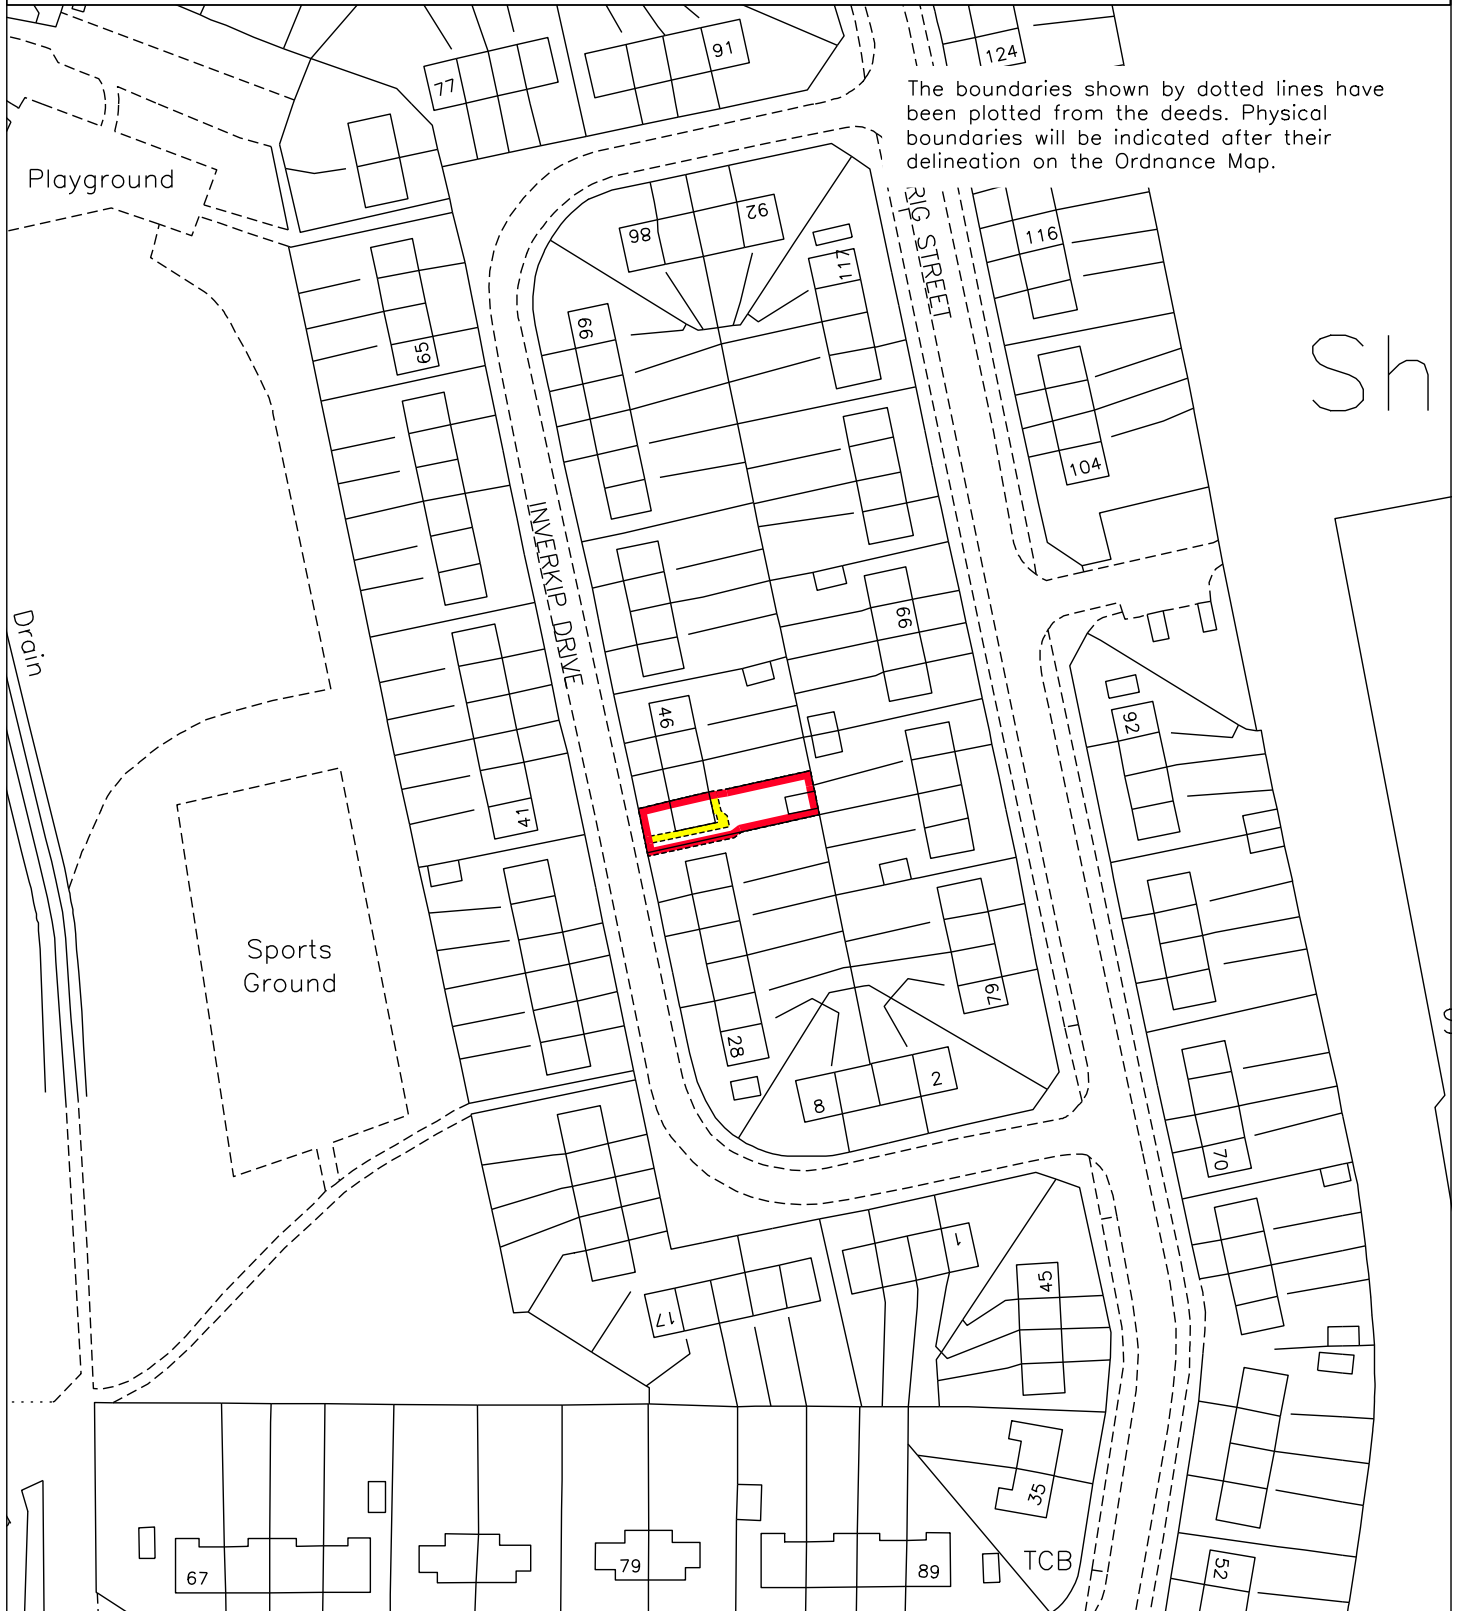 77
91
124
The boundaries shown by dotted lines have
been plotted from the deeds. Physical
boundaries will be indicated after their
delineation on the Ordnance Map.
Playground
RIG STREET
86
92
116
117
66
65
Sh
104
INVERKIP DRIVE
Drain
99
46
92
41
Sports
Ground
79
28
2
8
70
1
45
17
35
TCB
52
67
79
89